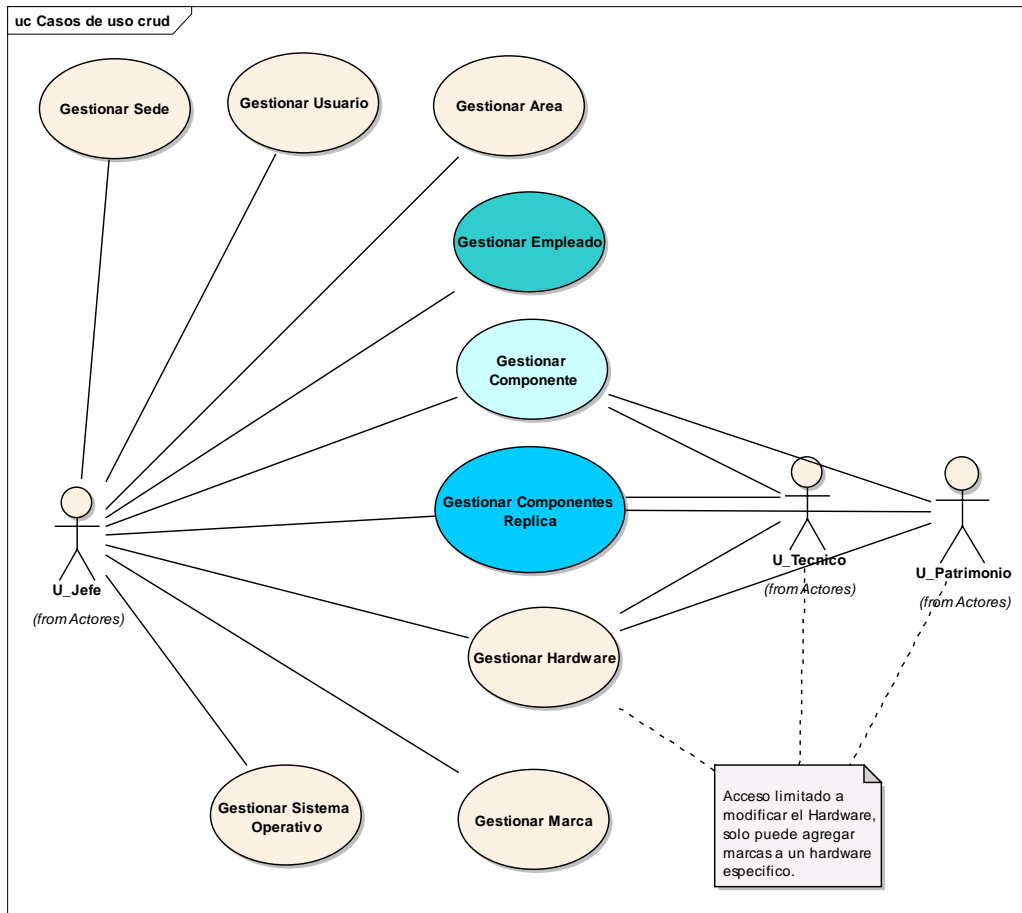 uc Casos de uso crud
Gestionar Sede
Gestionar Usuario
Gestionar Area
Gestionar Empleado
Gestionar
Componente
Gestionar Componentes
Replica
U_Jefe
(from Actores)
U_Tecnico
(from Actores)
U_Patrimonio
(from Actores)
Gestionar Hardware
Gestionar Sistema
Operativo
Gestionar Marca
Acceso limitado a
modificar el Hardware,
solo puede agregar
marcas a un hardware
especifico.